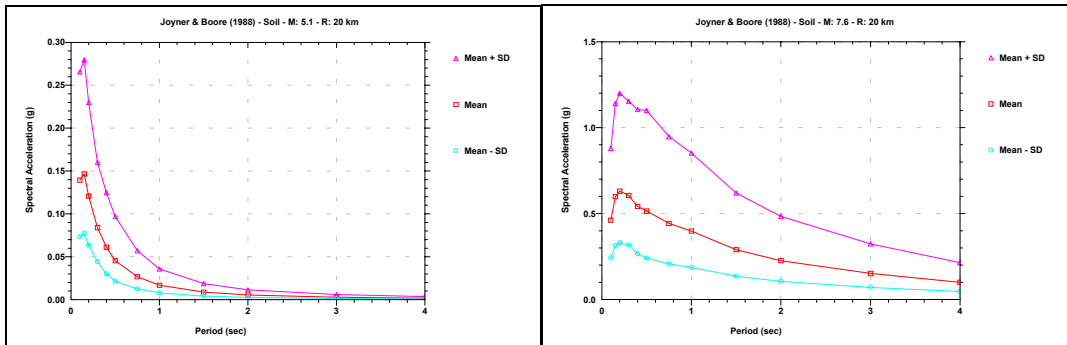 Joyner & Boore (1988) - Soil - M: 5.1 - R: 20 km
Spectral Acceleration (g)
0.30
0.25
0.20
0.15
0.10
0.05
0.00
0
1
2
3
4
Period (sec)
Mean + SD
Mean
Mean - SD
Joyner & Boore (1988) - Soil - M: 7.6 - R: 20 km
Spectral Acceleration (g)
1.5
1.0
0.5
0.0
0
1
2
3
4
Period (sec)
Mean + SD
Mean
Mean - SD